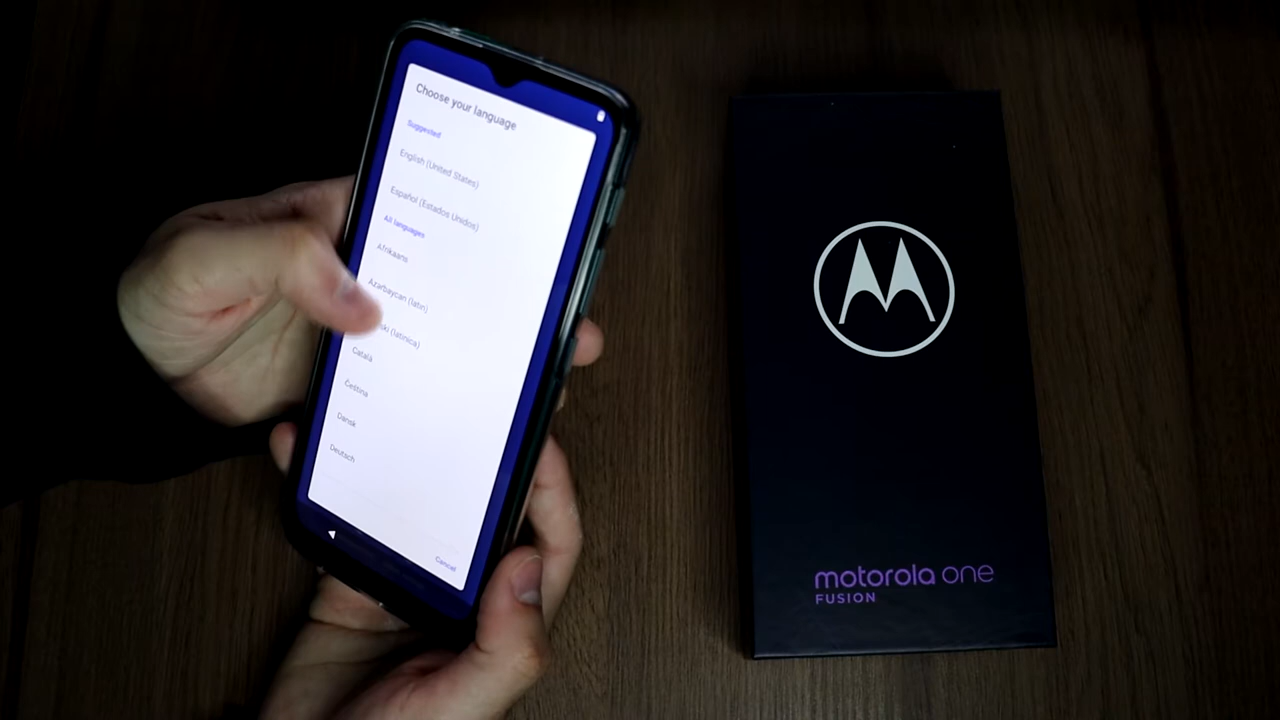 Choose your language
Suggested
English (United States)
Español (Estados Unidos)
All languages
Afrikaans
Azərbaycan (latın)
(latinica)
Català
Čeština
Dansk
Deutsch
Cancel
motorola one
FUSION